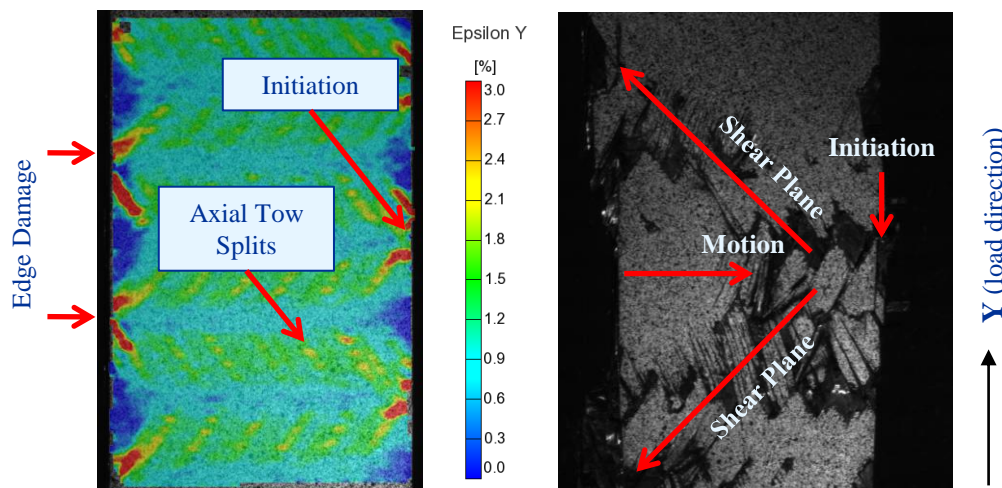 Edge Damage
Initiation
Axial Tow
Splits
Epsilon Y
[%]
3.0
2.7
2.4
2.1
1.8
1.5
1.2
0.9
0.6
0.3
0.0
Shear Plane
Initiation
Motion
Shear Plane
Y (load direction)